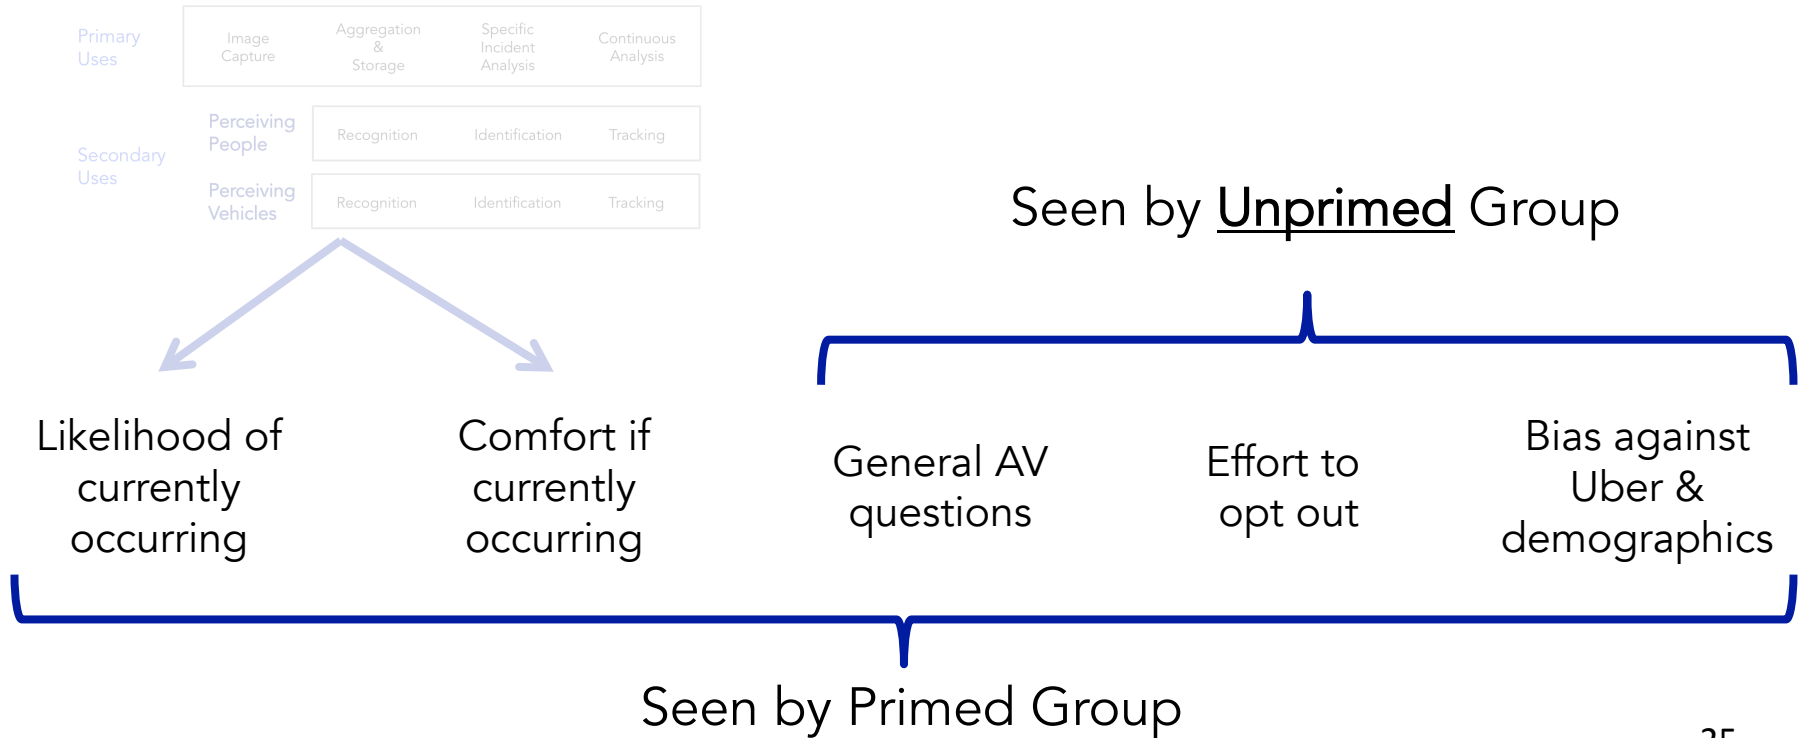 Primary
Uses
Image
Capture
Aggregation
&
Storage
Specific
Incident
Analysis
Continuous
Analysis
Secondary
Uses
Perceiving
People
Recognition
Identification
Tracking
Perceiving
Vehicles
Recognition
Identification
Tracking
Seen by Unprimed Group
Likelihood of
currently
occurring
Comfort if
currently
occurring
General AV
questions
Effort to
opt out
Bias against
Uber &
demographics
Seen by Primed Group